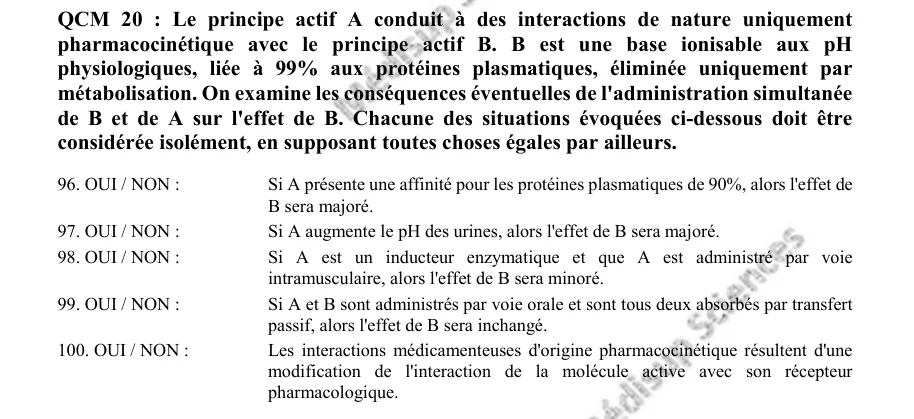 QCM 20 : Le principe actif A conduit à des interactions de nature uniquement
pharmacocinétique avec le principe actif B. B est une base ionisable aux pH
physiologiques, liée à 99% aux protéines plasmatiques, éliminée uniquement par
métabolisation. On examine les conséquences éventuelles de l'administration simultanée
de B et de A sur l'effet de B. Chacune des situations évoquées ci-dessous doit être
considérée isolément, en supposant toutes choses égales par ailleurs.
96. OUI / NON : Si A présente une affinité pour les protéines plasmatiques de 90%, alors l'effet de
B sera majoré.
97. OUI / NON : Si A augmente le pH des urines, alors l'effet de B sera majoré.
98. OUI / NON : Si A est un inducteur enzymatique et que A est administré par voie
intramusculaire, alors l'effet de B sera minoré.
99. OUI / NON : Si A et B sont administrés par voie orale et sont tous deux absorbés par transfert
passif, alors l'effet de B sera inchangé.
100. OUI / NON : Les interactions médicamenteuses d'origine pharmacocinétique résultent d'une
modification de l'interaction de la molécule active avec son récepteur
pharmacologique.
Médisup Sciences